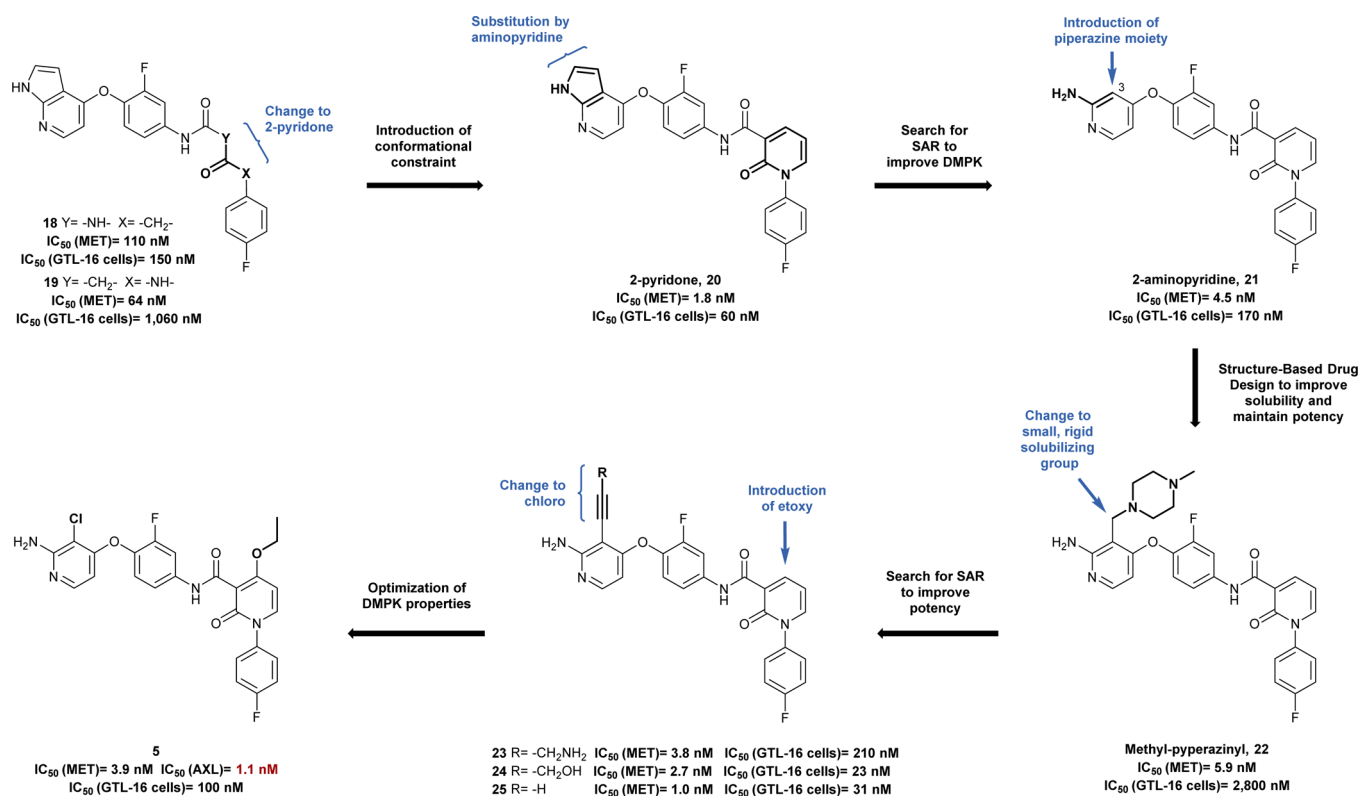 F
HN
N
O
N
H
O
Y
O
X
F
Change to
2-pyridone
18 Y= -NH- X= -CH₂-
IC₅₀ (MET)= 110 nM
IC₅₀ (GTL-16 cells)= 150 nM
19 Y= -CH₂- X= -NH-
IC₅₀ (MET)= 64 nM
IC₅₀ (GTL-16 cells)= 1,060 nM
Introduction of
conformational
constraint
Substitution by
aminopyridine
HN
N
O
F
N
H
O
O
N
F
2-pyridone, 20
IC₅₀ (MET)= 1.8 nM
IC₅₀ (GTL-16 cells)= 60 nM
Search for
SAR to
improve DMPK
Introduction of
piperazine moiety
H₂N
3
N
O
F
N
H
O
O
N
F
2-aminopyridine, 21
IC₅₀ (MET)= 4.5 nM
IC₅₀ (GTL-16 cells)= 170 nM
Structure-Based Drug
Design to improve
solubility and
maintain potency
Change to
small, rigid
solubilizing
group
N
N
H₂N
N
O
F
N
H
O
O
N
F
Methyl-pyperazinyl, 22
IC₅₀ (MET)= 5.9 nM
IC₅₀ (GTL-16 cells)= 2,800 nM
Search for SAR
to improve
potency
Change to
chloro
R
Introduction
of etoxy
H₂N
N
O
F
N
H
O
O
N
F
23 R= -CH₂NH₂ IC₅₀ (MET)= 3.8 nM IC₅₀ (GTL-16 cells)= 210 nM
24 R= -CH₂OH IC₅₀ (MET)= 2.7 nM IC₅₀ (GTL-16 cells)= 23 nM
25 R= -H IC₅₀ (MET)= 1.0 nM IC₅₀ (GTL-16 cells)= 31 nM
Optimization of
DMPK properties
Cl
H₂N
N
O
F
N
H
O
O
O
N
F
5
IC₅₀ (MET)= 3.9 nM IC₅₀ (AXL)= 1.1 nM
IC₅₀ (GTL-16 cells)= 100 nM